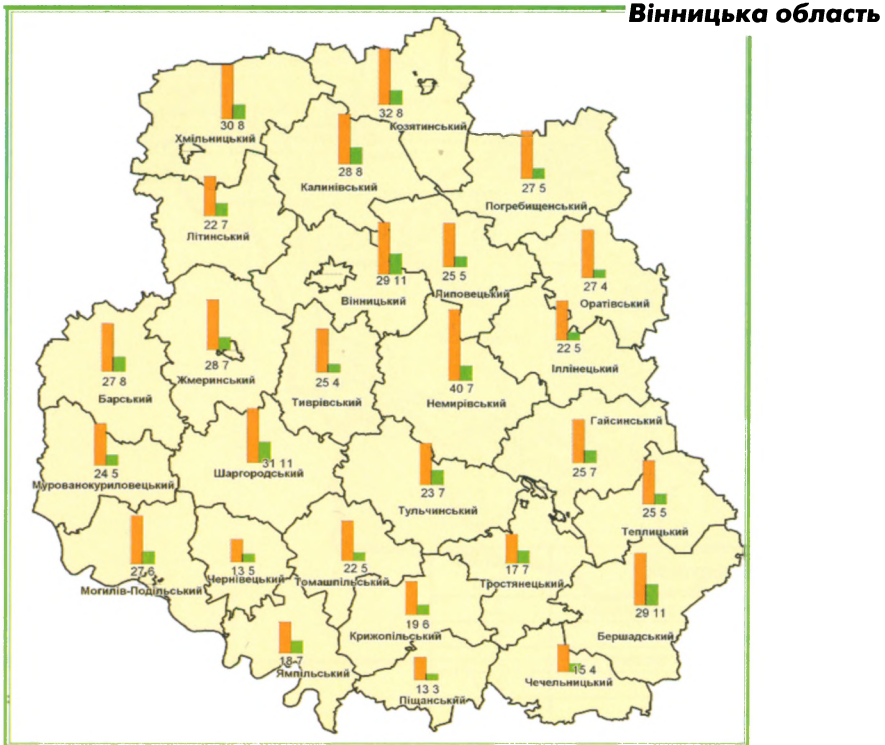 Вінницька область
32 8
Козятинський
30 8
Хмільницький
28 8
Калинівський
27 5
Погребищенський
22 7
Літинський
29 11
Вінницький
25 5
Липовецький
27 4
Оратівський
22 5
Іллінецький
28 7
Жмеринський
27 8
Барський
25 4
Тиврівський
40 7
Немирівський
Гайсинський
25 7
24 5
Мурованокуриловецький
31 11
Шаргородський
23 7
Тульчинський
25 5
Теплицький
27 6
Могилів-Подільський
13 5
Чернівецький
22 5
Томашпільський
17 7
Тростянецький
29 11
Бершадський
19 6
Крижопільський
18 7
Ямпільський
13 3
Піщанський
15 4
Чечельницький